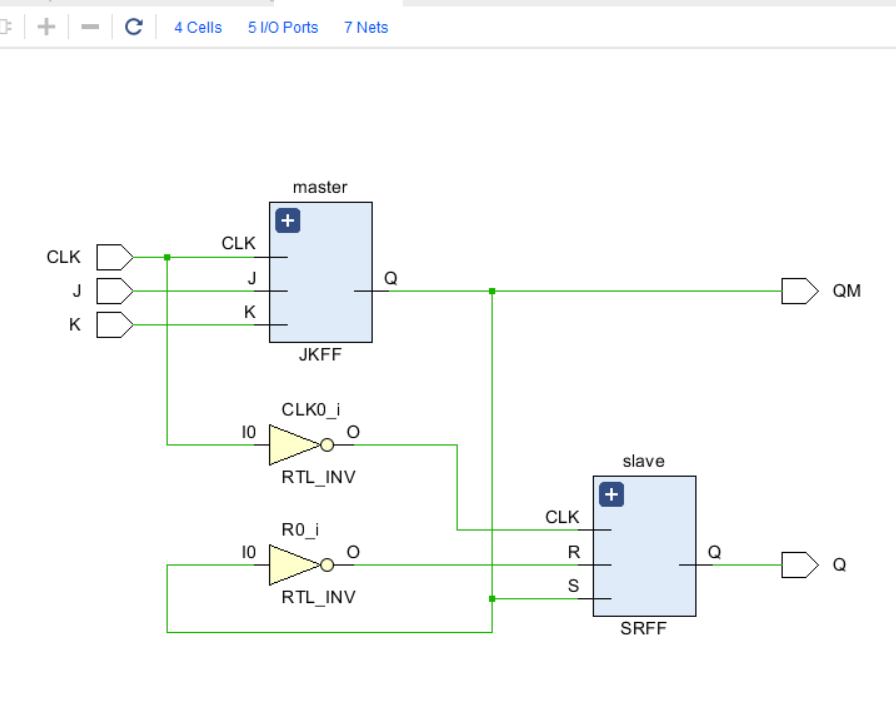 4 Cells 5 I/O Ports 7 Nets
master
CLK CLK
J J Q QM
K K
JKFF
CLK0_i
I0 O
RTL_INV
slave
CLK
R0_i
I0 O R Q Q
S
RTL_INV
SRFF